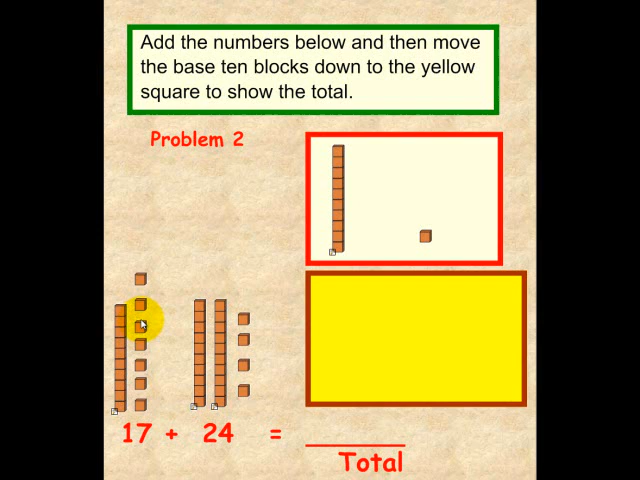 Add the numbers below and then move
the base ten blocks down to the yellow
square to show the total.
Problem 2
17 + 24 = ________
Total